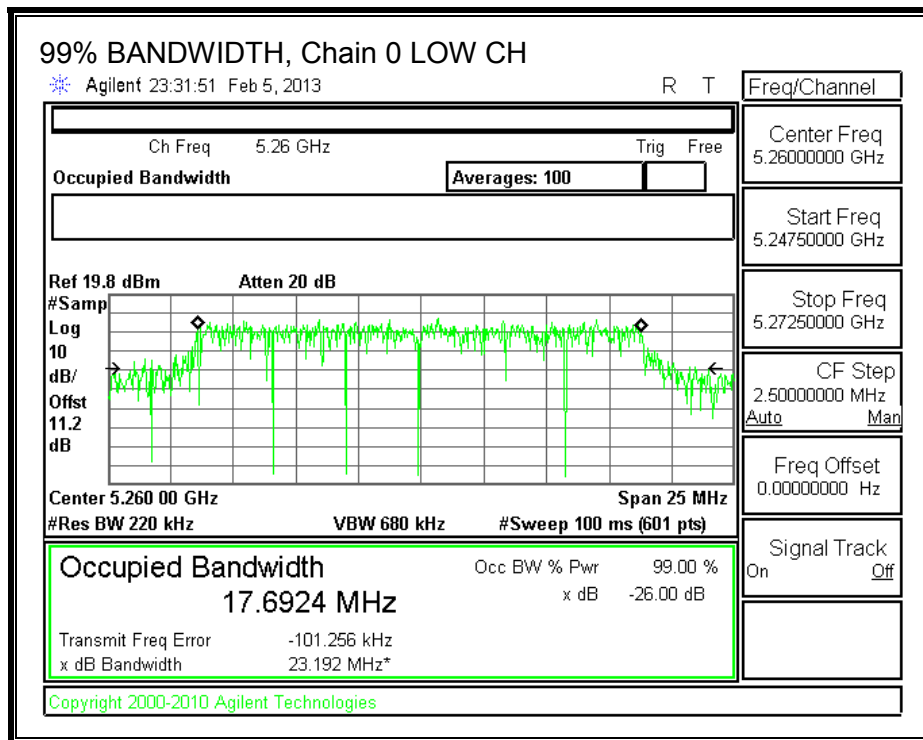 99% BANDWIDTH, Chain 0 LOW CH
Agilent 23:31:51 Feb 5, 2013 R T
Freq/Channel
Ch Freq 5.26 GHz Trig Free
Occupied Bandwidth Averages: 100
Center Freq
5.26000000 GHz
Start Freq
5.24750000 GHz
Stop Freq
5.27250000 GHz
CF Step
2.50000000 MHz
Auto Man
Freq Offset
0.00000000 Hz
Signal Track
On Off
Ref 19.8 dBm Atten 20 dB
#Samp
Log
10
dB/
Offst
11.2
dB
Center 5.260 00 GHz Span 25 MHz
#Res BW 220 kHz VBW 680 kHz #Sweep 100 ms (601 pts)
Occupied Bandwidth Occ BW % Pwr 99.00 %
17.6924 MHz x dB -26.00 dB
Transmit Freq Error -101.256 kHz
x dB Bandwidth 23.192 MHz*
Copyright 2000-2010 Agilent Technologies